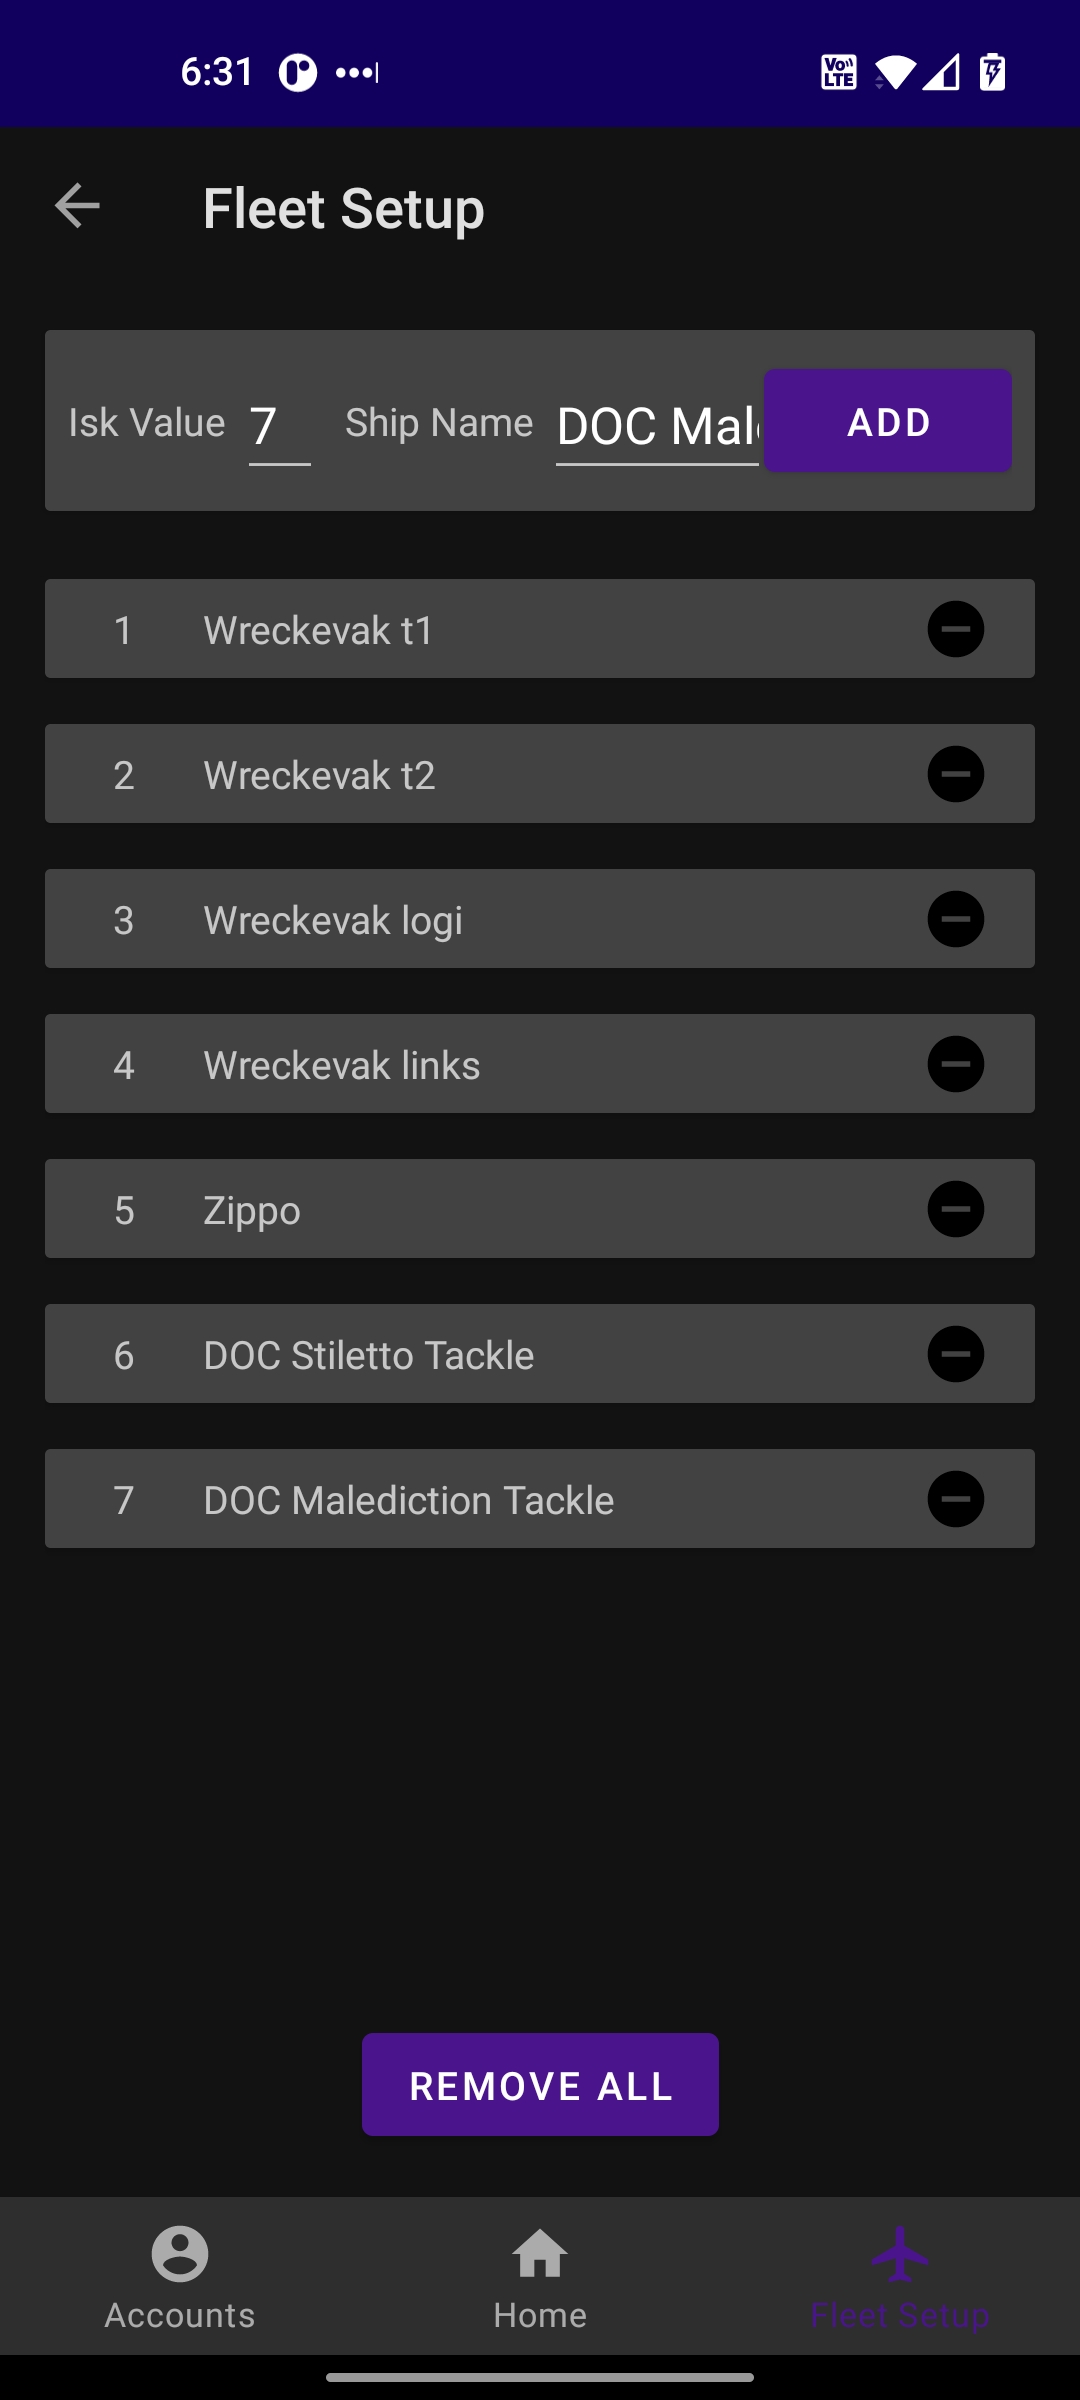 6:31
Vo LTE
Fleet Setup
Isk Value 7 Ship Name DOC Mal ADD
1 Wreckevak t1
2 Wreckevak t2
3 Wreckevak logi
4 Wreckevak links
5 Zippo
6 DOC Stiletto Tackle
7 DOC Malediction Tackle
REMOVE ALL
Accounts Home Fleet Setup